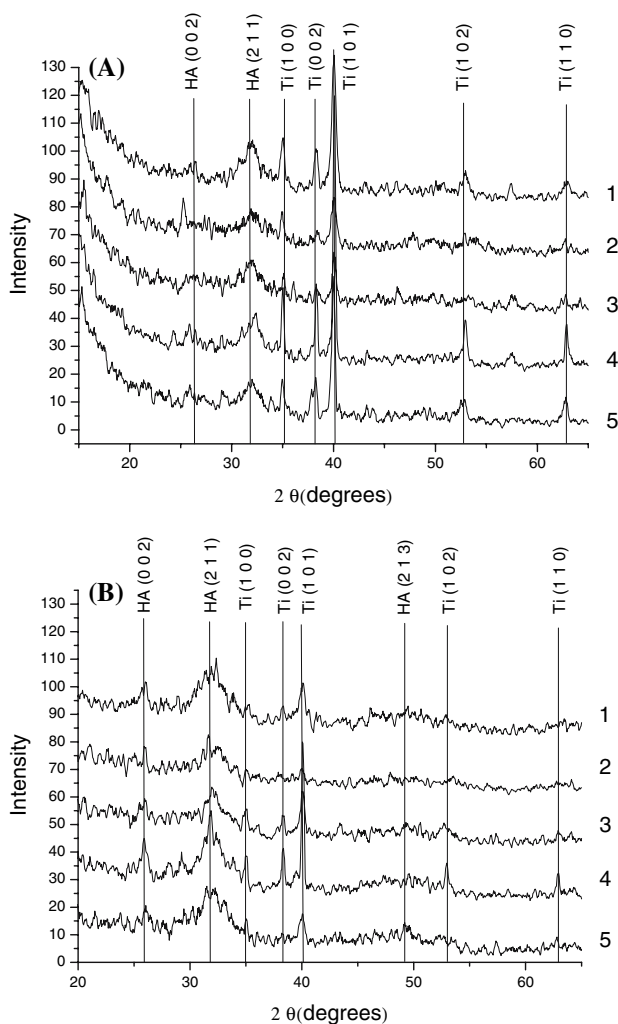 (A)
HA (0 0 2)
HA (2 1 1)
Ti (1 0 0)
Ti (0 0 2)
Ti (1 0 1)
Ti (1 0 2)
Ti (1 1 0)
130
120
110
100
90
80
70
60
50
40
30
20
10
0
Intensity
1
2
3
4
5
20
30
40
50
60
2 θ(degrees)
(B)
HA (0 0 2)
HA (2 1 1)
Ti (1 0 0)
Ti (0 0 2)
Ti (1 0 1)
HA (2 1 3)
Ti (1 0 2)
Ti (1 1 0)
130
120
110
100
90
80
70
60
50
40
30
20
10
0
Intensity
1
2
3
4
5
20
30
40
50
60
2 θ(degrees)